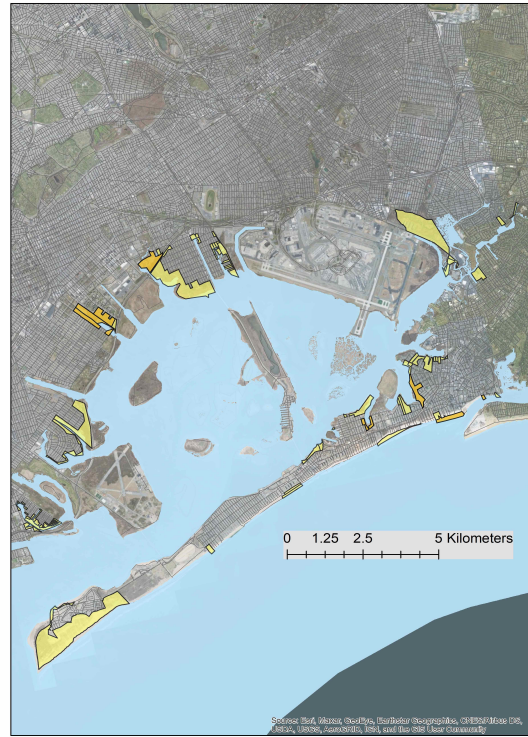 0 1.25 2.5 5 Kilometers
Source: Esri, Maxar, GeoEye, Earthstar Geographics, CNES/Airbus DS,
USDA, USGS, AeroGRID, IGN, and the GIS User Community